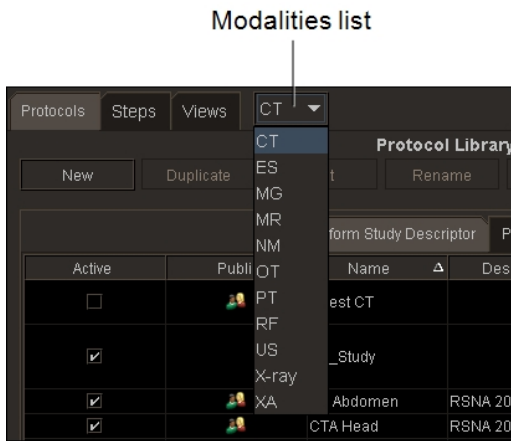 Modalities list
Protocols Steps Views CT
CT
Protocol Library
ES
New Duplicate t Rename
MG
MR
form Study Descriptor P
NM
Active Publi Name Des
OT
PT
est CT
RF
US
_Study
X-ray
XA
Abdomen RSNA 20
CTA Head RSNA 20